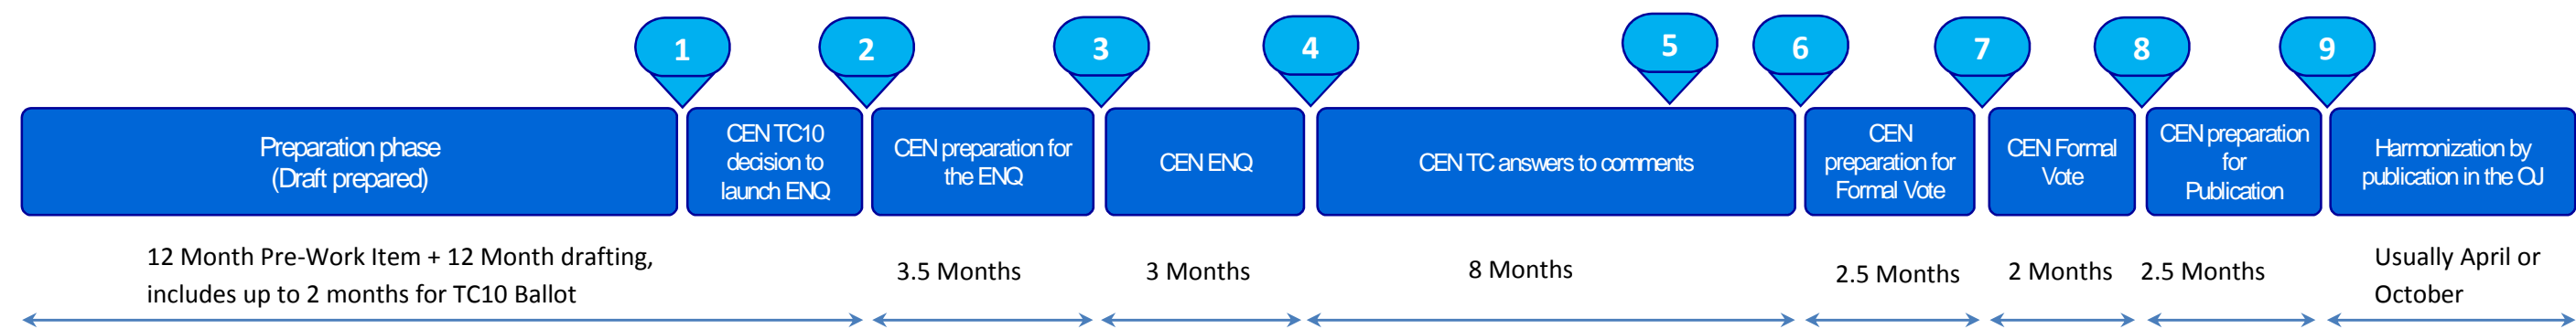 1
2
3
4
5
6
7
8
9
Preparation phase
(Draft prepared)
CEN TC10
decision to
launch ENQ
CEN preparation for
the ENQ
CEN ENQ
CEN TC answers to comments
CEN
preparation for
Formal Vote
CEN Formal
Vote
CEN preparation
for
Publication
Harmonization by
publication in the OJ
12 Month Pre-Work Item + 12 Month drafting,
includes up to 2 months for TC10 Ballot
3.5 Months
3 Months
8 Months
2.5 Months
2 Months
2.5 Months
Usually April or
October